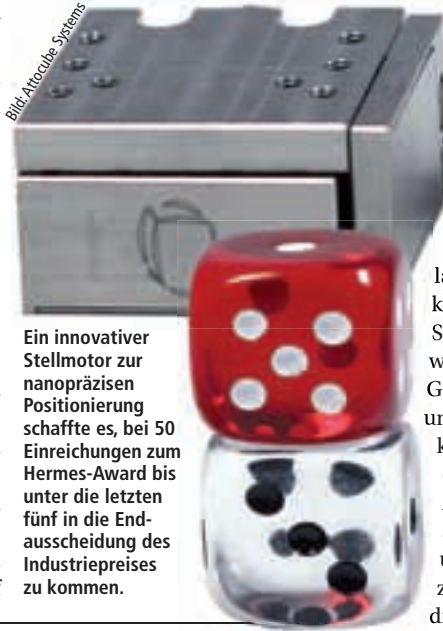 Bild: Attocube Systems
Ein innovativer
Stellmotor zur
nanopräzisen
Positionierung
schaffte es, bei 50
Einreichungen zum
Hermes-Award bis
unter die letzten
fünf in die End-
ausscheidung des
Industriepreises
zu kommen.